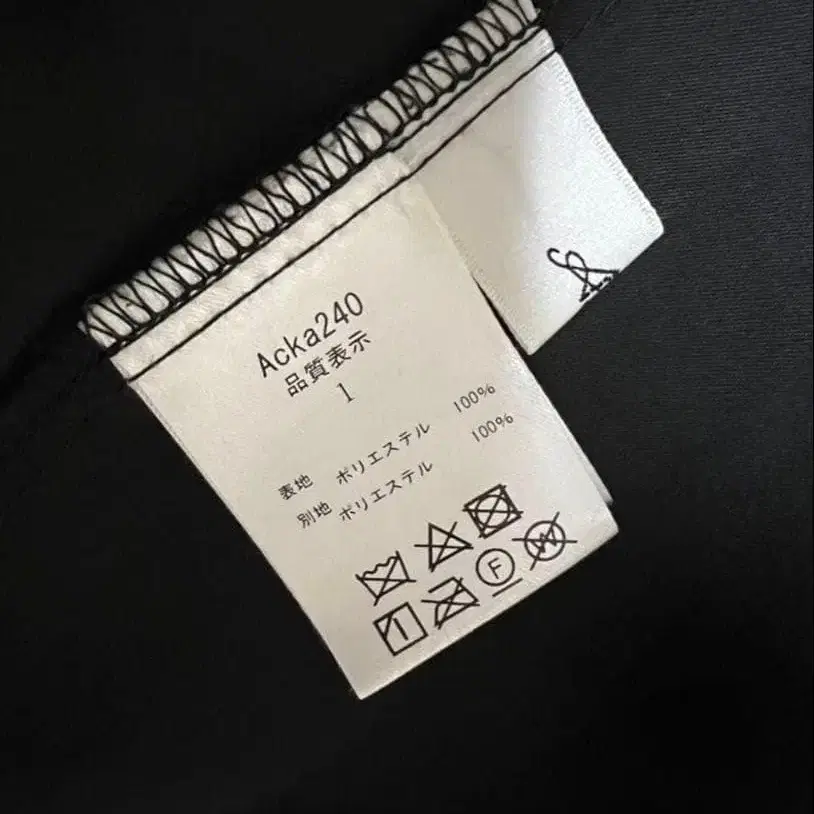 Acka240
品質表示
1
表地 ポリエステル 100%
別地 ポリエステル 100%
F
W